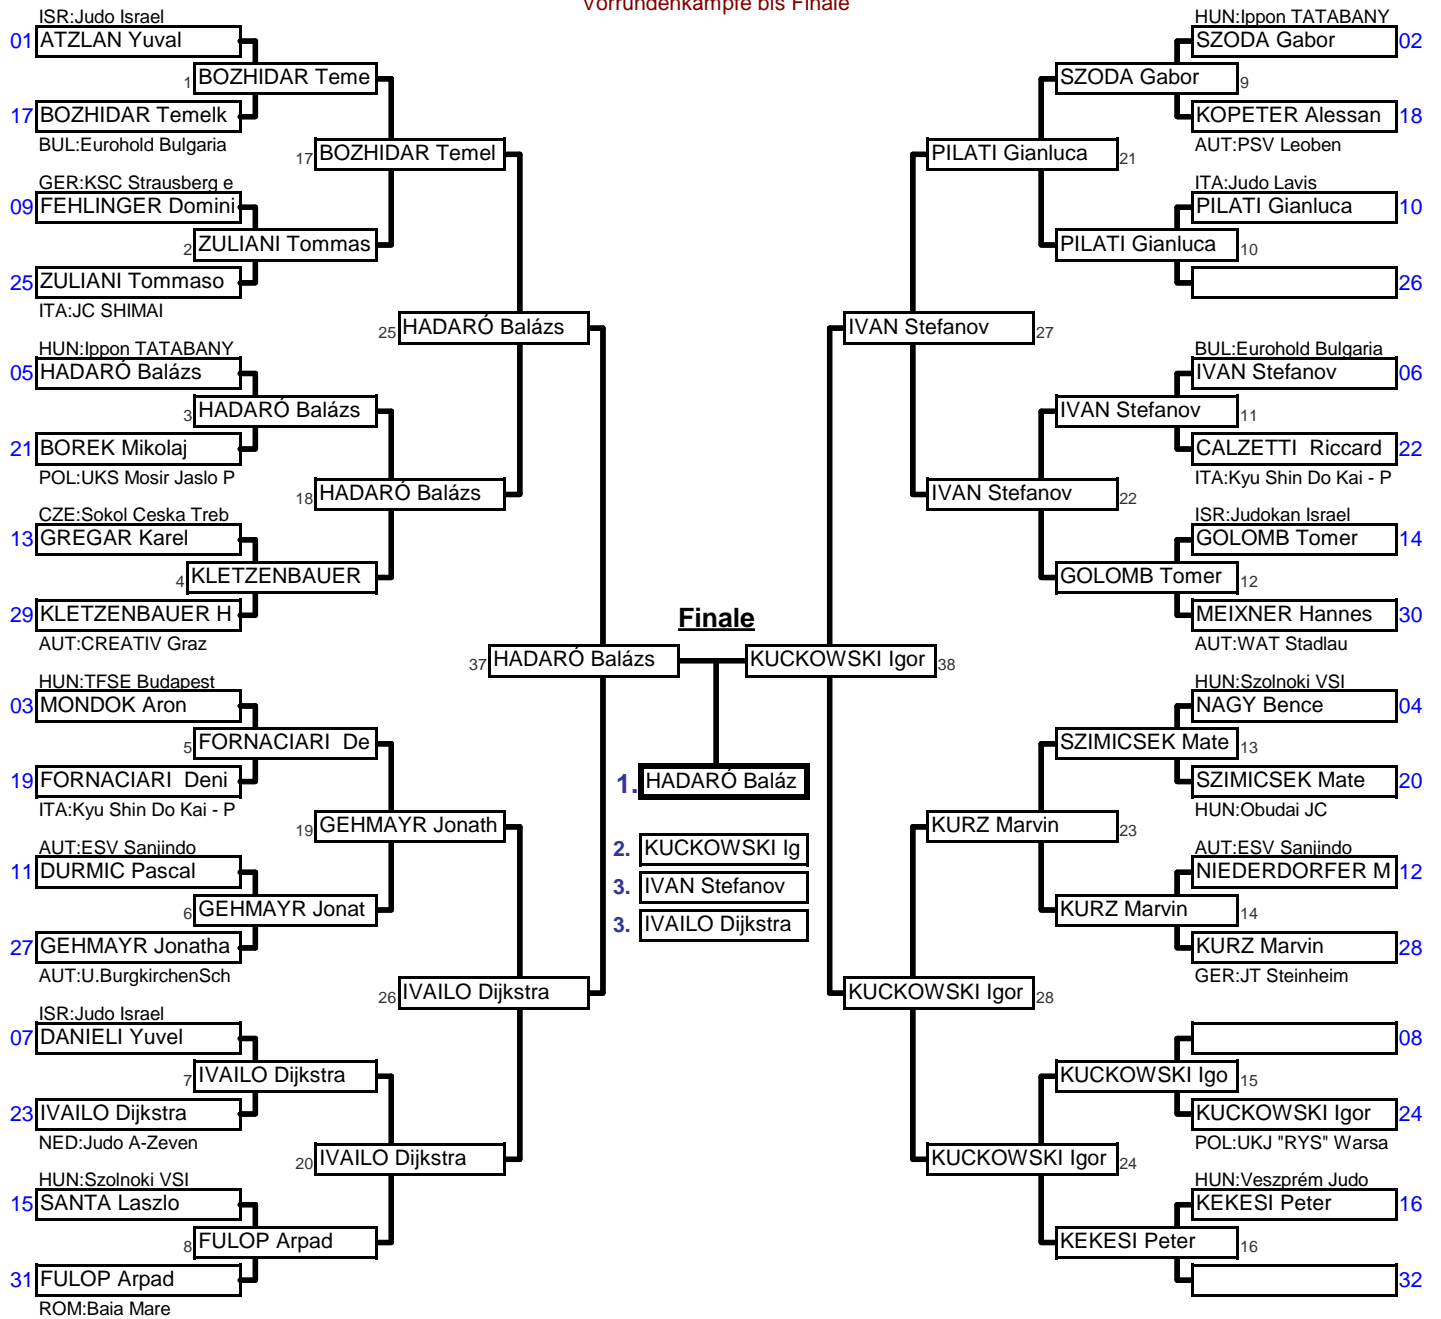 Vorrundenkämpfe bis Finale
ISR:Judo Israel
01 ATZLAN Yuval
1 BOZHIDAR Teme
17 BOZHIDAR Temelk
BUL:Eurohold Bulgaria
17 BOZHIDAR Temel
GER:KSC Strausberg e
09 FEHLINGER Domini
2 ZULIANI Tommas
25 ZULIANI Tommaso
ITA:JC SHIMAI
25 HADARÓ Balázs
HUN:Ippon TATABANY
05 HADARÓ Balázs
3 HADARÓ Balázs
21 BOREK Mikolaj
POL:UKS Mosir Jaslo P
18 HADARÓ Balázs
CZE:Sokol Ceska Treb
13 GREGAR Karel
4 KLETZENBAUER
29 KLETZENBAUER H
AUT:CREATIV Graz
37 HADARÓ Balázs
HUN:TFSE Budapest
03 MONDOK Aron
5 FORNACIARI De
19 FORNACIARI Deni
ITA:Kyu Shin Do Kai - P
19 GEHMAYR Jonath
AUT:ESV Sanjindo
11 DURMIC Pascal
6 GEHMAYR Jonat
27 GEHMAYR Jonatha
AUT:U.BurgkirchenSch
26 IVAILO Dijkstra
ISR:Judo Israel
07 DANIELI Yuvel
7 IVAILO Dijkstra
23 IVAILO Dijkstra
NED:Judo A-Zeven
20 IVAILO Dijkstra
HUN:Szolnoki VSI
15 SANTA Laszlo
8 FULOP Arpad
31 FULOP Arpad
ROM:Baia Mare
Finale
1. HADARÓ Baláz
2. KUCKOWSKI Ig
3. IVAN Stefanov
3. IVAILO Dijkstra
HUN:Ippon TATABANY
SZODA Gabor 02
SZODA Gabor 9
KOPETER Alessan 18
AUT:PSV Leoben
PILATI Gianluca 21
ITA:Judo Lavis
PILATI Gianluca 10
PILATI Gianluca 10
26
IVAN Stefanov 27
BUL:Eurohold Bulgaria
IVAN Stefanov 06
IVAN Stefanov 11
CALZETTI Riccard 22
ITA:Kyu Shin Do Kai - P
IVAN Stefanov 22
ISR:Judokan Israel
GOLOMB Tomer 14
GOLOMB Tomer 12
MEIXNER Hannes 30
AUT:WAT Stadlau
KUCKOWSKI Igor 38
HUN:Szolnoki VSI
NAGY Bence 04
SZIMICSEK Mate 13
SZIMICSEK Mate 20
HUN:Obudai JC
KURZ Marvin 23
AUT:ESV Sanjindo
NIEDERDORFER M 12
KURZ Marvin 14
KURZ Marvin 28
GER:JT Steinheim
KUCKOWSKI Igor 28
08
KUCKOWSKI Igo 15
KUCKOWSKI Igor 24
POL:UKJ "RYS" Warsa
KUCKOWSKI Igor 24
HUN:Veszprém Judo
KEKESI Peter 16
KEKESI Peter 16
32